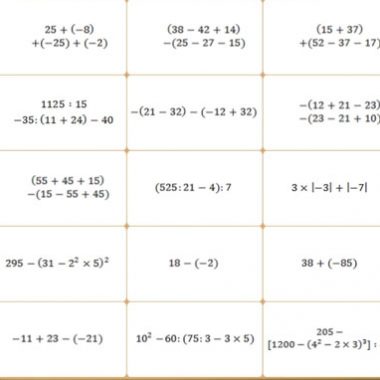 25 + (−8)
+(−25) + (−2)
(38 − 42 + 14)
−(25 − 27 − 15)
(15 + 37)
+(52 − 37 − 17)
1125 : 15
−35: (11 + 24) − 40
−(21 − 32) − (−12 + 32)
−(12 + 21 − 23)
−(23 − 21 + 10)
(55 + 45 + 15)
−(15 − 55 + 45)
(525: 21 − 4): 7
3 × |−3| + |−7|
295 − (31 − 2² × 5)²
18 − (−2)
38 + (−85)
−11 + 23 − (−21)
10² −60: (75: 3 − 3 × 5)
205 −
[1200 − (4² − 2 × 3)³] :